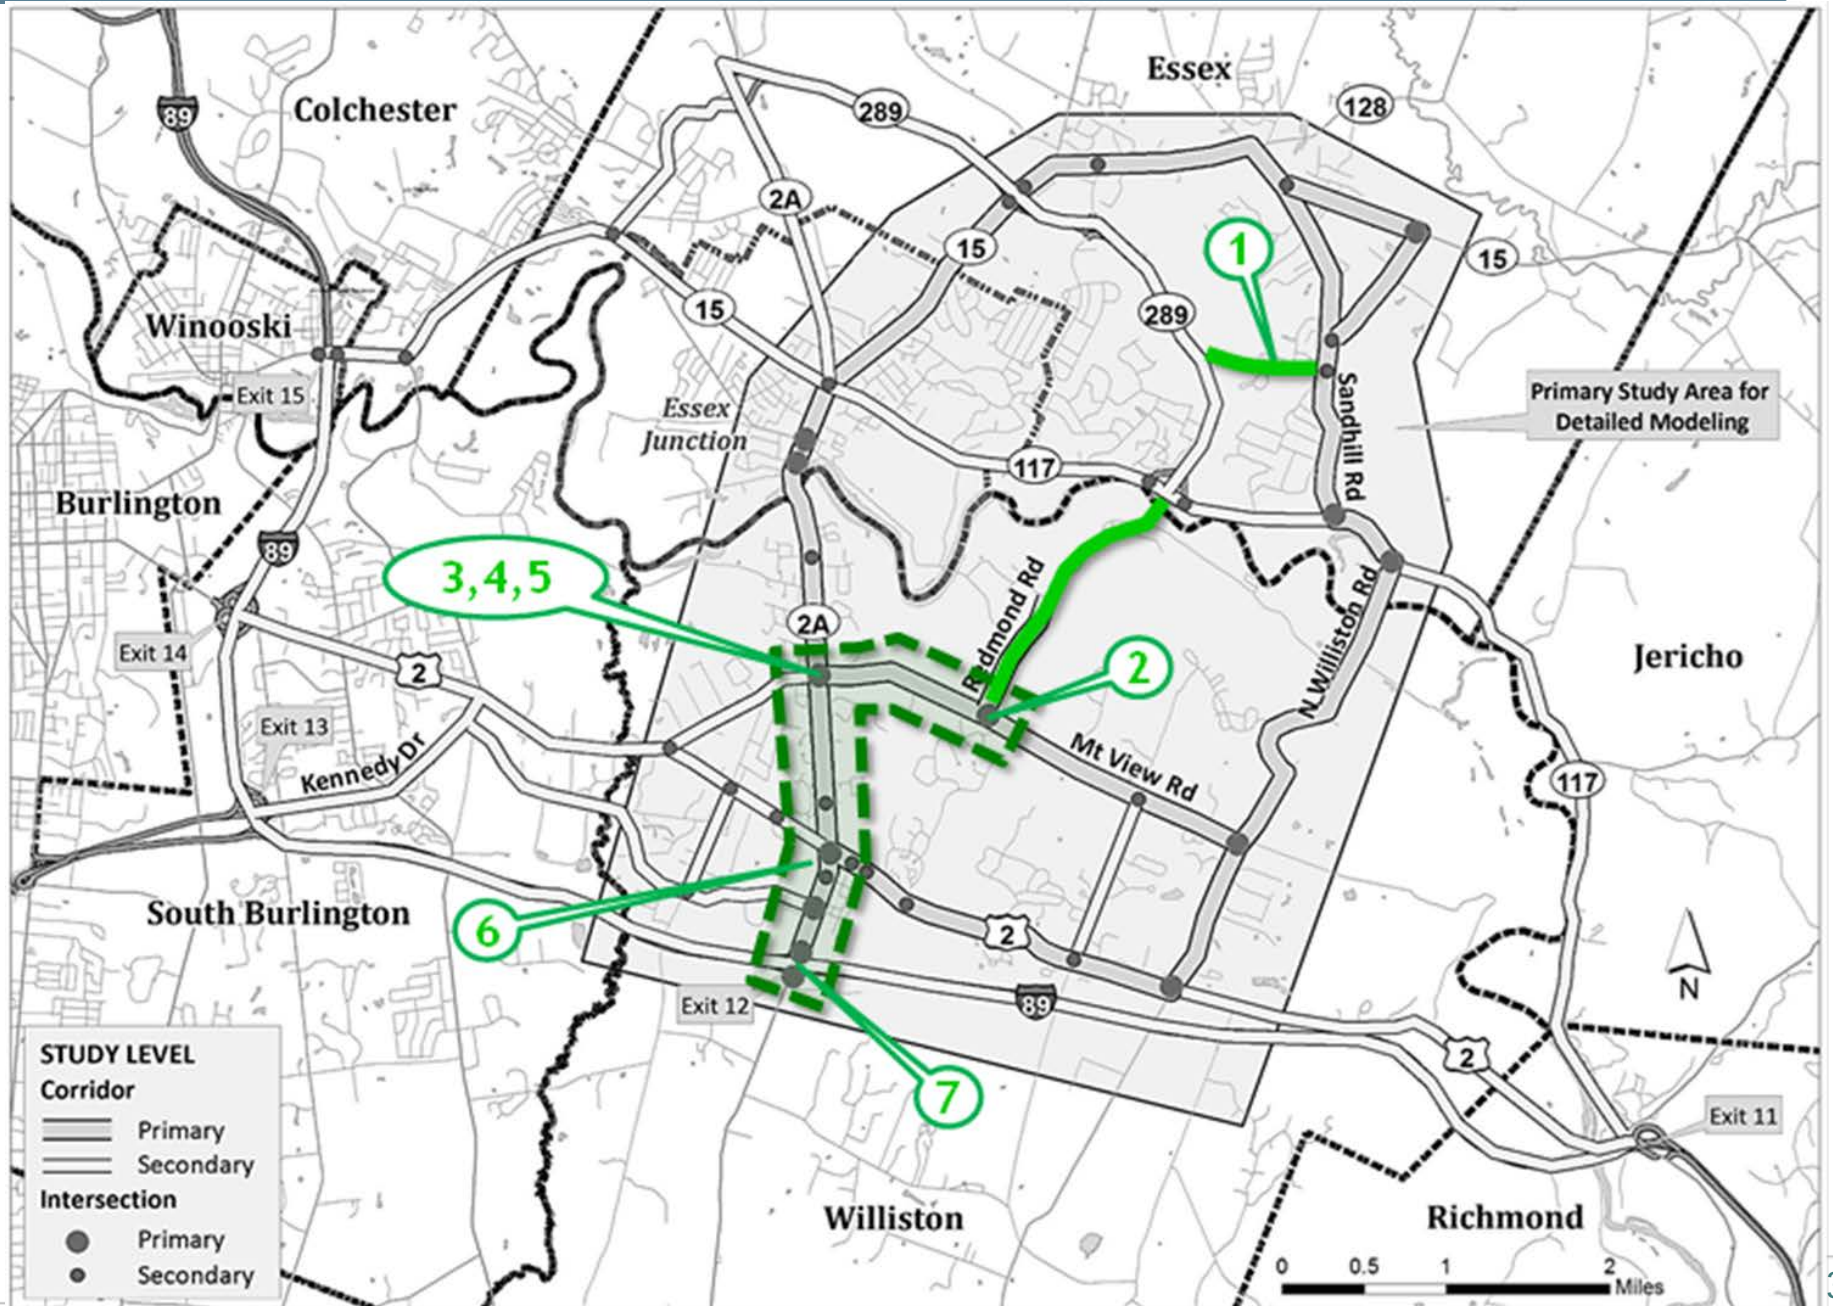 Essex
Colchester
128
89
289
2A
15
1
15
15
289
Winooski
Exit 15
Essex
Junction
Sandhill Rd
Primary Study Area for
Detailed Modeling
117
Burlington
89
3,4,5
Redmond Rd
N Williston Rd
2A
Exit 14
2
2
Jericho
Exit 13
Kennedy Dr
Mt View Rd
117
South Burlington
6
2
N
Exit 12
89
7
2
Exit 11
STUDY LEVEL
Corridor
Primary
Secondary
Intersection
Primary
Secondary
Williston
Richmond
0 0.5 1 2
Miles